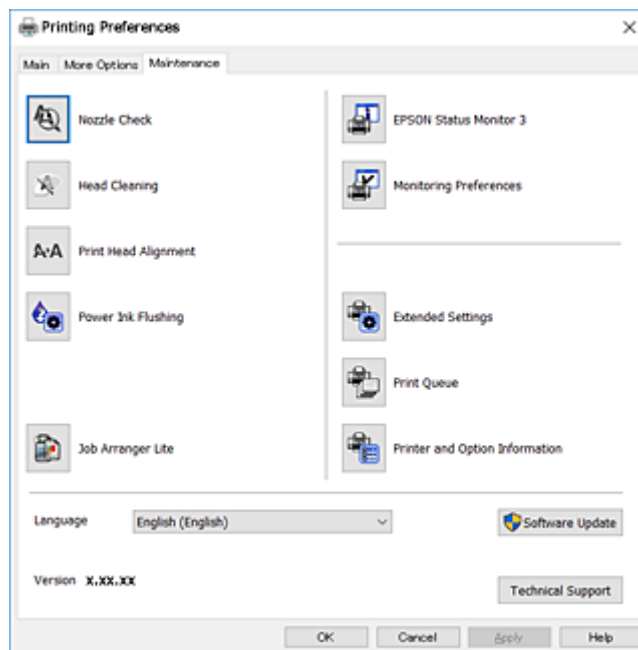 Printing Preferences
Main More Options Maintenance
Nozzle Check
EPSON Status Monitor 3
Head Cleaning
Monitoring Preferences
A·A Print Head Alignment
Power Ink Flushing
Extended Settings
Print Queue
Job Arranger Lite
Printer and Option Information
Language English (English) Software Update
Version X.XX.XX
Technical Support
OK Cancel Apply Help